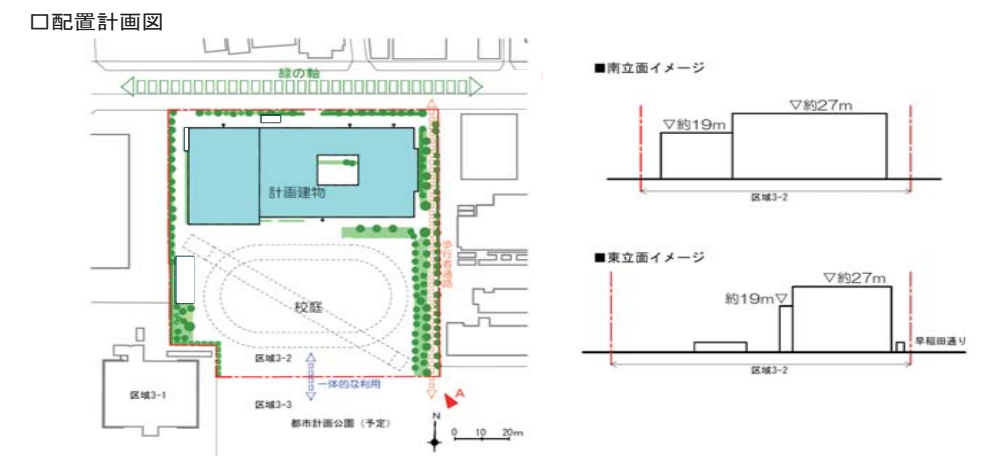 □配置計画図
緑の軸
計画建物
歩行者通路
校庭
区域3-2
一体的な利用
区域3-1
区域3-3
都市計画公園（予定）
A
N
0 10 20m
■南立面イメージ
▽約27m
▽約19m
区域3-2
■東立面イメージ
▽約27m
約19m▽
早稲田通り
区域3-2